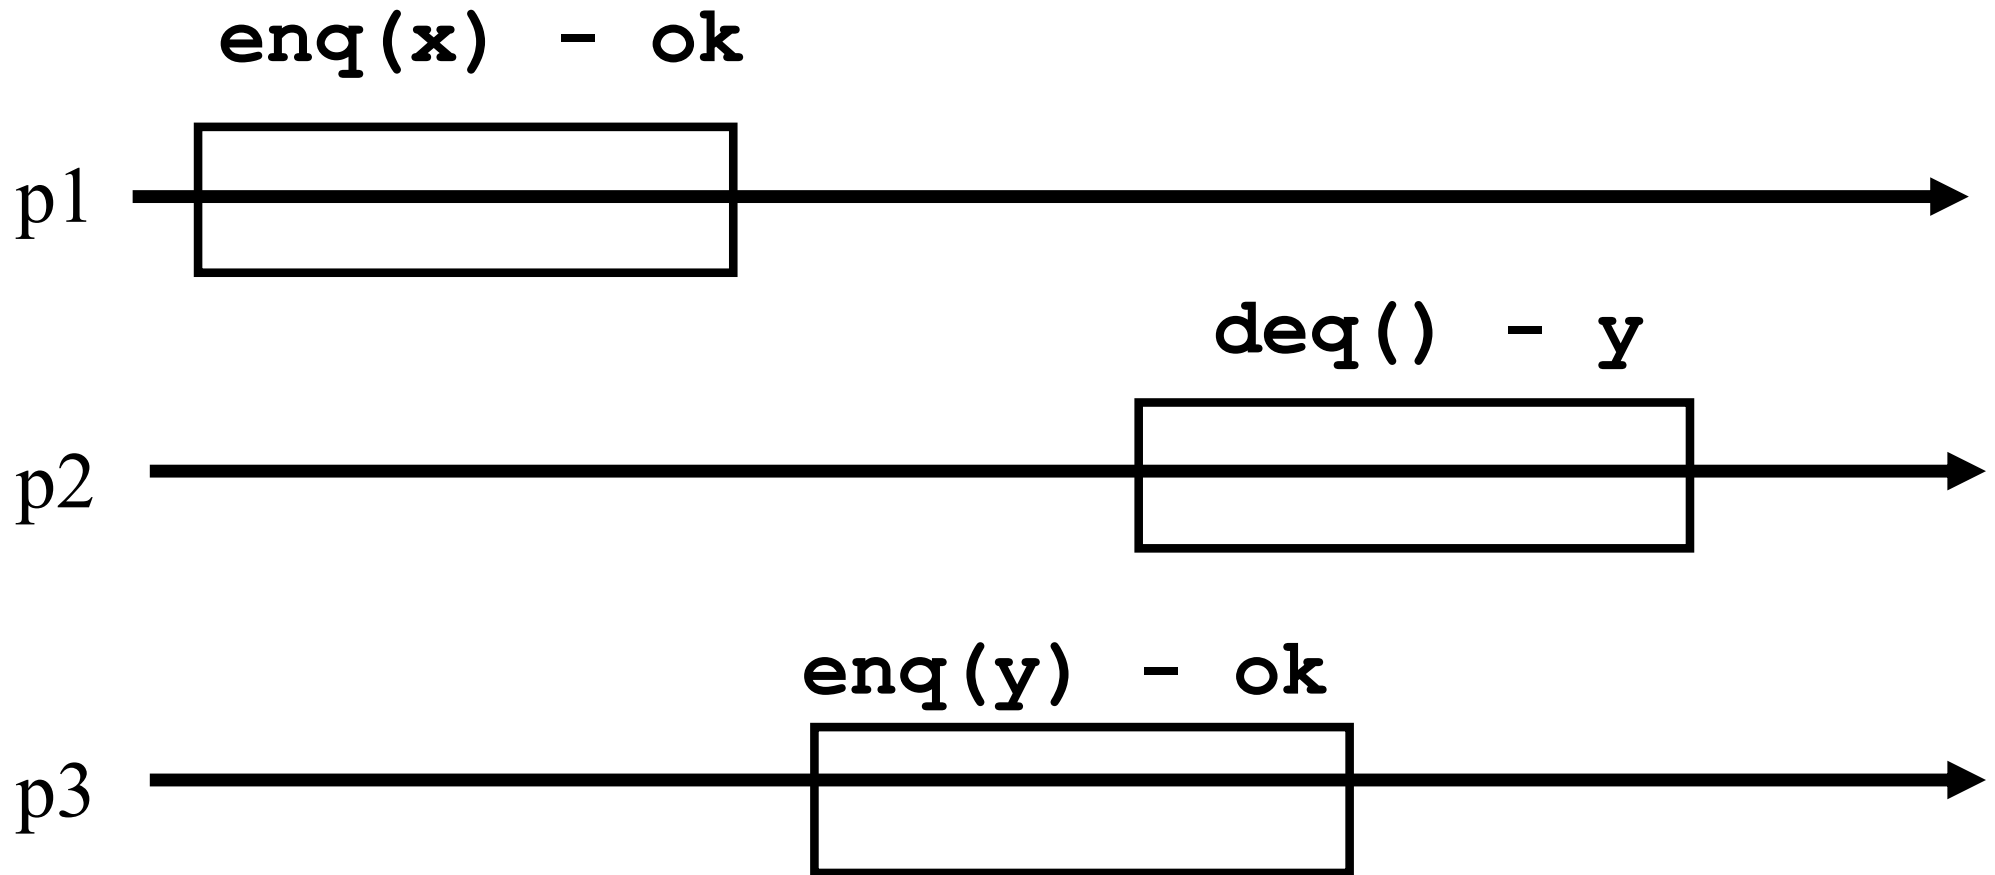 enq(x) - ok
p1
deq() - y
p2
enq(y) - ok
p3